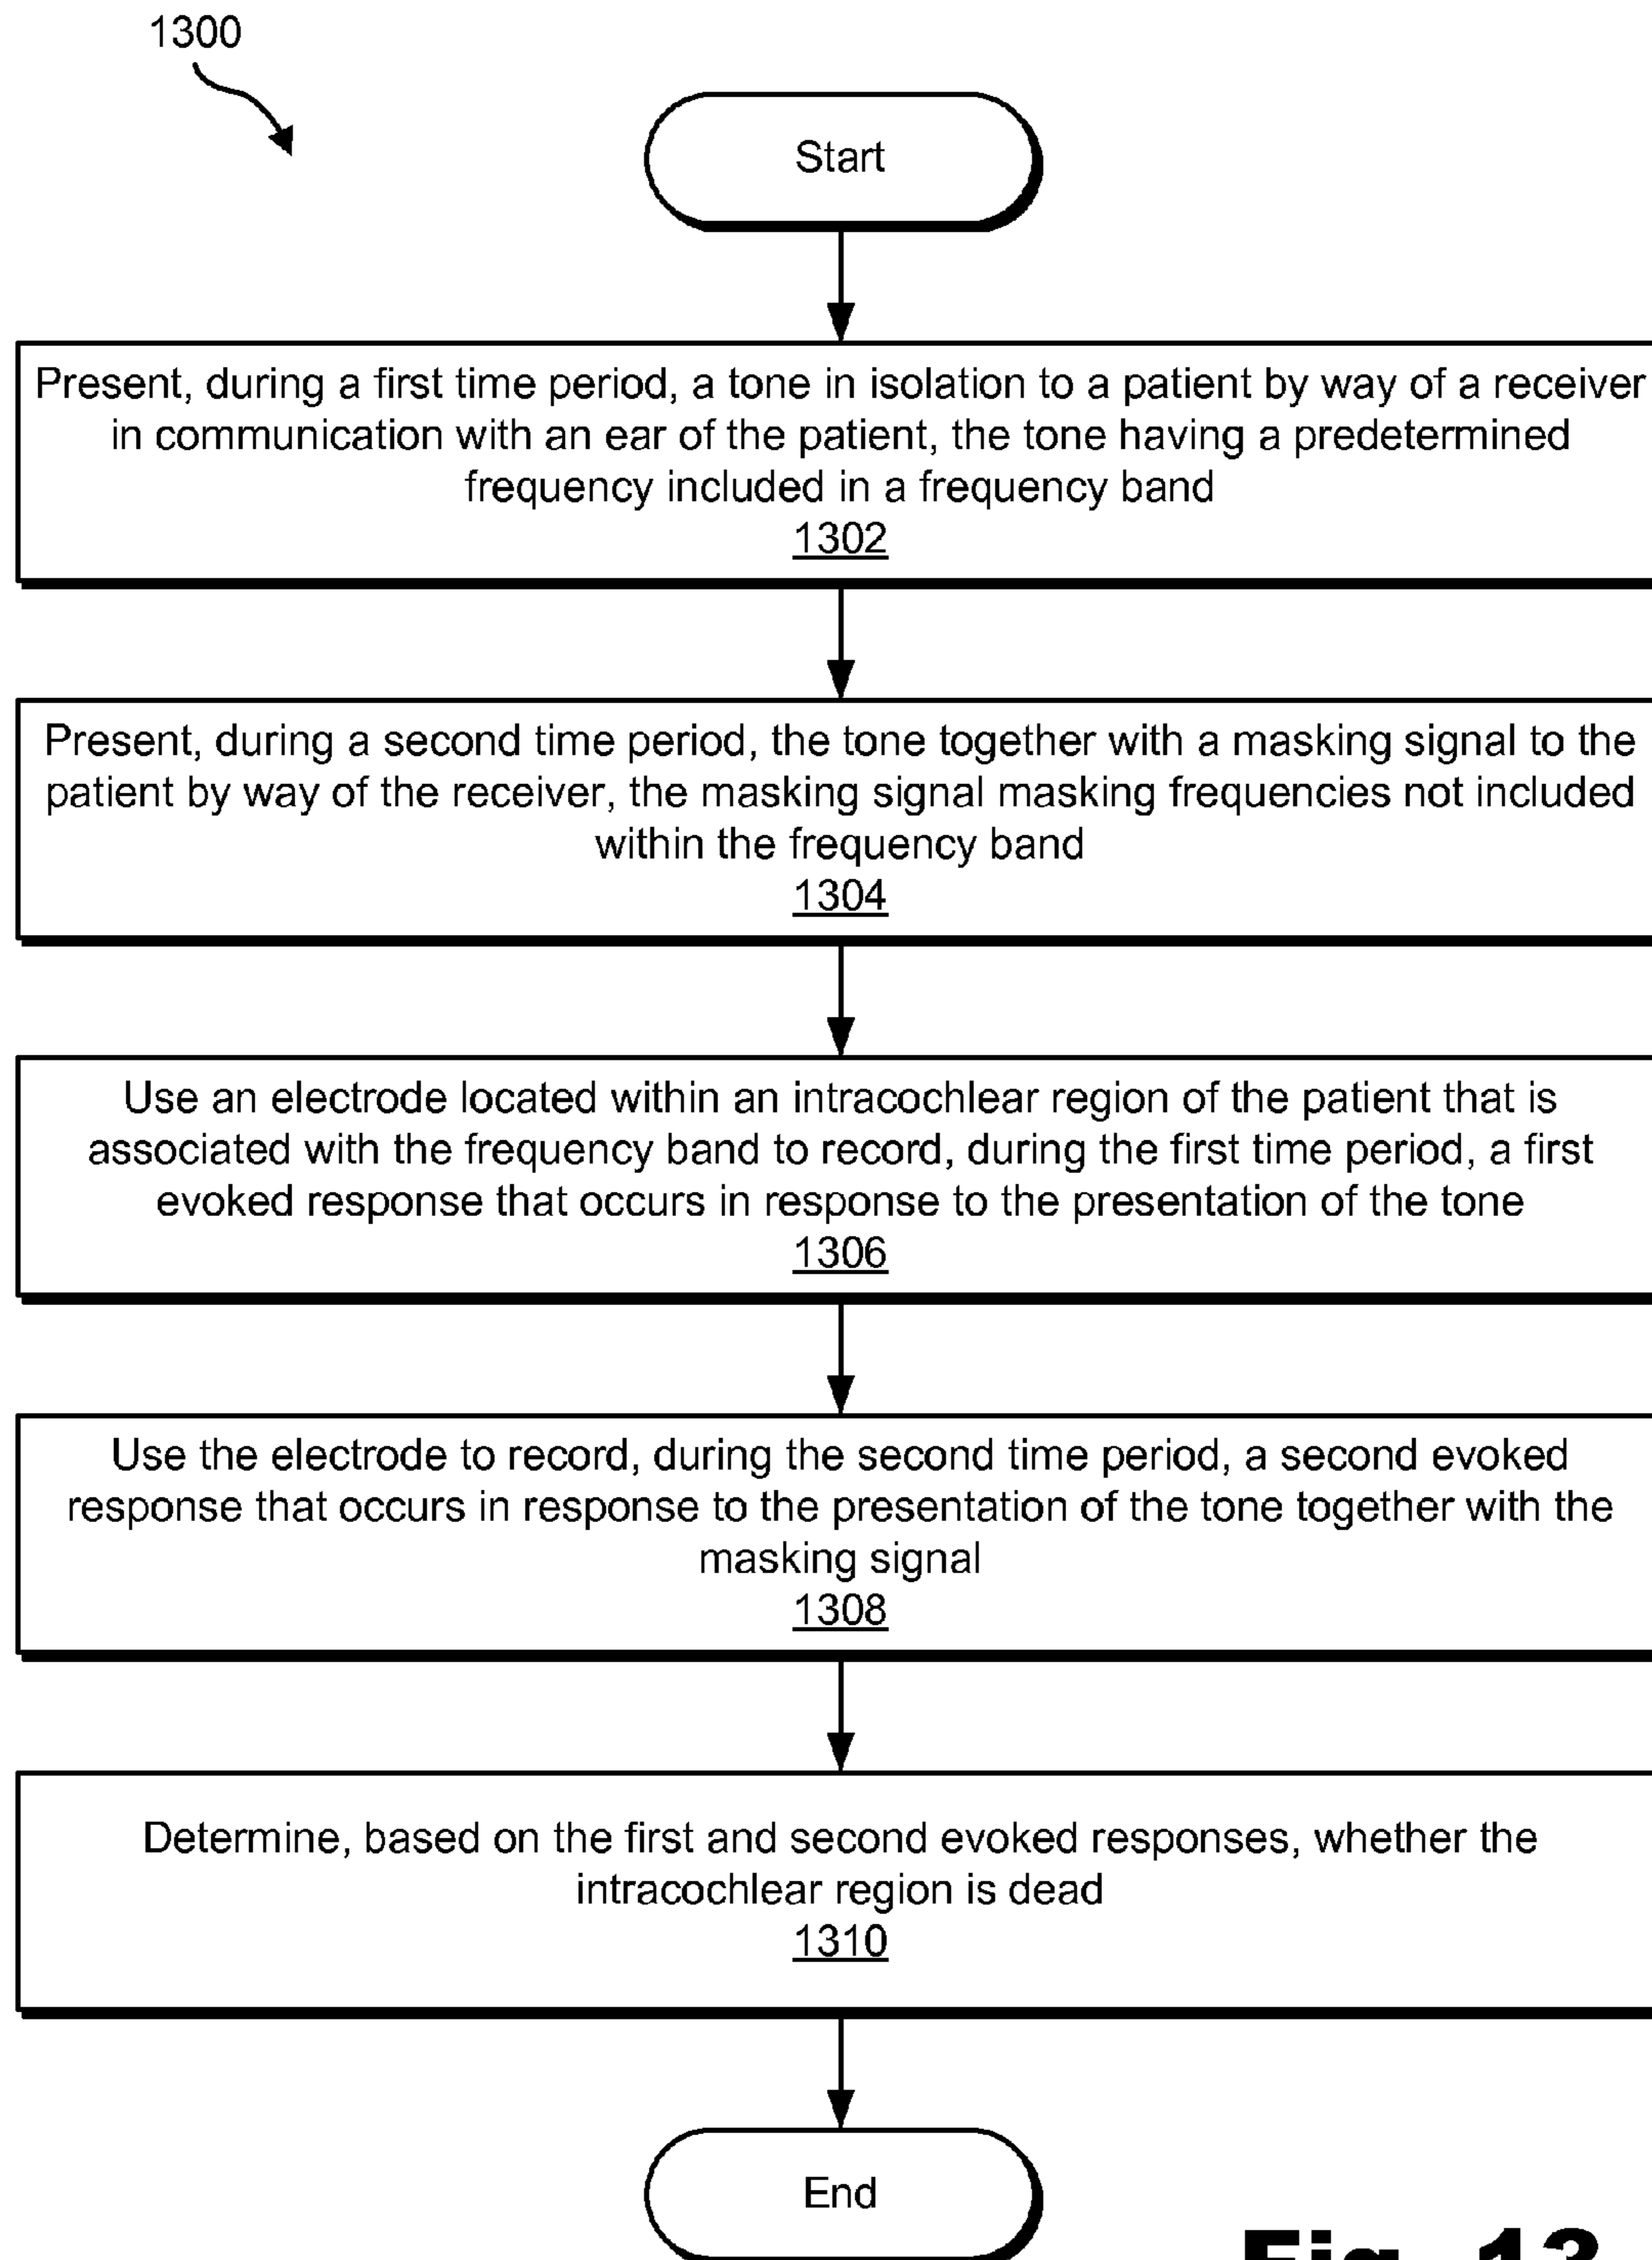 1300
Start
Present, during a first time period, a tone in isolation to a patient by way of a receiver
in communication with an ear of the patient, the tone having a predetermined
frequency included in a frequency band
1302
Present, during a second time period, the tone together with a masking signal to the
patient by way of the receiver, the masking signal masking frequencies not included
within the frequency band
1304
Use an electrode located within an intracochlear region of the patient that is
associated with the frequency band to record, during the first time period, a first
evoked response that occurs in response to the presentation of the tone
1306
Use the electrode to record, during the second time period, a second evoked
response that occurs in response to the presentation of the tone together with the
masking signal
1308
Determine, based on the first and second evoked responses, whether the
intracochlear region is dead
1310
End
Fig. 13